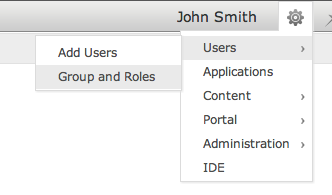 John Smith
Users
Add Users
Group and Roles
Applications
Content
Portal
Administration
IDE